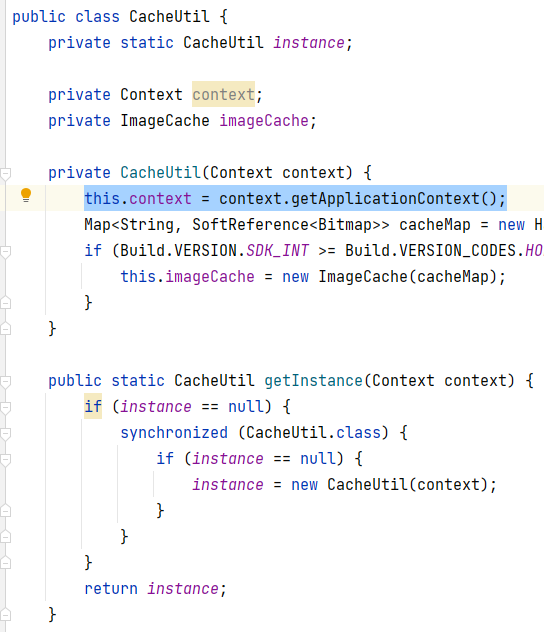 public class CacheUtil {
    private static CacheUtil instance;
    private Context context;
    private ImageCache imageCache;
    private CacheUtil(Context context) {
        this.context = context.getApplicationContext();
        Map<String, SoftReference<Bitmap>> cacheMap = new H
        if (Build.VERSION.SDK_INT >= Build.VERSION_CODES.HO
            this.imageCache = new ImageCache(cacheMap);
        }
    }
    public static CacheUtil getInstance(Context context) {
        if (instance == null) {
            synchronized (CacheUtil.class) {
                if (instance == null) {
                    instance = new CacheUtil(context);
                }
            }
        }
        return instance;
    }